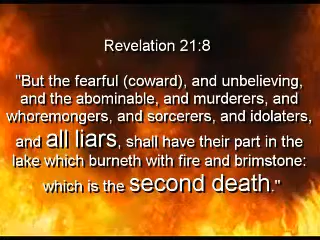 Revelation 21:8
"But the fearful (coward), and unbelieving,
and the abominable, and murderers, and
whoremongers, and sorcerers, and idolaters,
and all liars, shall have their part in the
lake which burneth with fire and brimstone:
which is the second death."